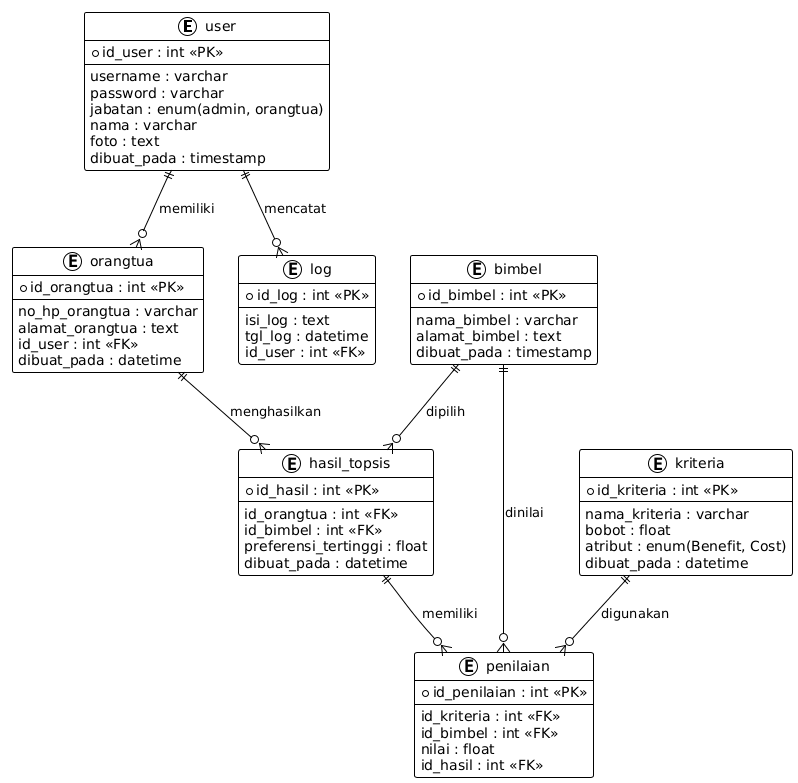 E user
id_user : int «PK»
username : varchar
password : varchar
jabatan : enum(admin, orangtua)
nama : varchar
foto : text
dibuat_pada : timestamp
memiliki
mencatat
E orangtua
id_orangtua : int «PK»
no_hp_orangtua : varchar
alamat_orangtua : text
id_user : int «FK»
dibuat_pada : datetime
E log
id_log : int «PK»
isi_log : text
tgl_log : datetime
id_user : int «FK»
E bimbel
id_bimbel : int «PK»
nama_bimbel : varchar
alamat_bimbel : text
dibuat_pada : timestamp
menghasilkan
dipilih
dinilai
E hasil_topsis
id_hasil : int «PK»
id_orangtua : int «FK»
id_bimbel : int «FK»
preferensi_tertinggi : float
dibuat_pada : datetime
E kriteria
id_kriteria : int «PK»
nama_kriteria : varchar
bobot : float
atribut : enum(Benefit, Cost)
dibuat_pada : datetime
memiliki
digunakan
E penilaian
id_penilaian : int «PK»
id_kriteria : int «FK»
id_bimbel : int «FK»
nilai : float
id_hasil : int «FK»